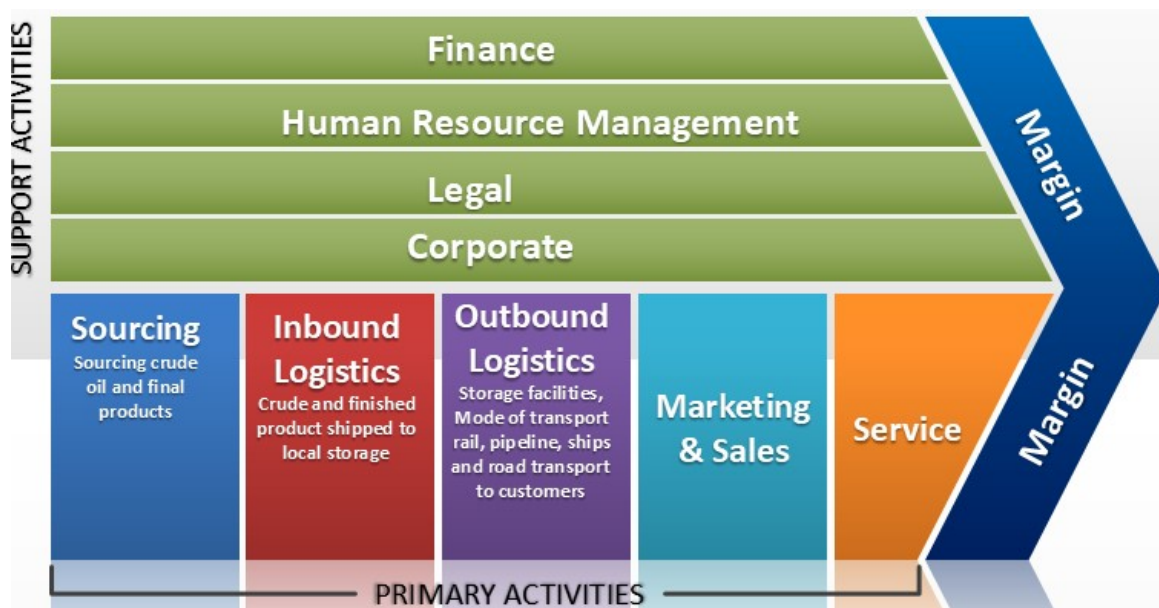 SUPPORT ACTIVITIES
Finance
Human Resource Management
Legal
Corporate
Margin
Margin
Sourcing
Sourcing crude
oil and final
products
Inbound
Logistics
Crude and finished
product shipped to
local storage
Outbound
Logistics
Storage facilities,
Mode of transport
rail, pipeline, ships
and road transport
to customers
Marketing
& Sales
Service
PRIMARY ACTIVITIES